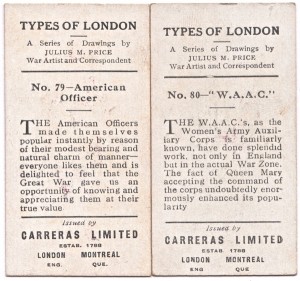 TYPES OF LONDON
A Series of Drawings by
JULIUS M. PRICE
War Artist and Correspondent
No. 79—American
Officer
THE American Officers
made themselves
popular instantly by reason
of their modest bearing and
natural charm of manner—
everyone likes them and is
delighted to feel that the
Great War gave us an
opportunity of knowing and
appreciating them at their
true value
Issued by
CARRERAS LIMITED
ESTAB. 1788
LONDON MONTREAL
ENG. QUE.
TYPES OF LONDON
A Series of Drawings by
JULIUS M. PRICE
War Artist and Correspondent
No. 80—"W.A.A.C."
THE W.A.A.C.'s, as the
Women's Army Auxil-
iary Corps is familiarly
known, have done splendid
work, not only in England
but in the actual War Zone.
The fact of Queen Mary
accepting the command of
the corps undoubtedly enor-
mously enhanced its popu-
larity
Issued by
CARRERAS LIMITED
ESTAB. 1788
LONDON MONTREAL
ENG. QUE.